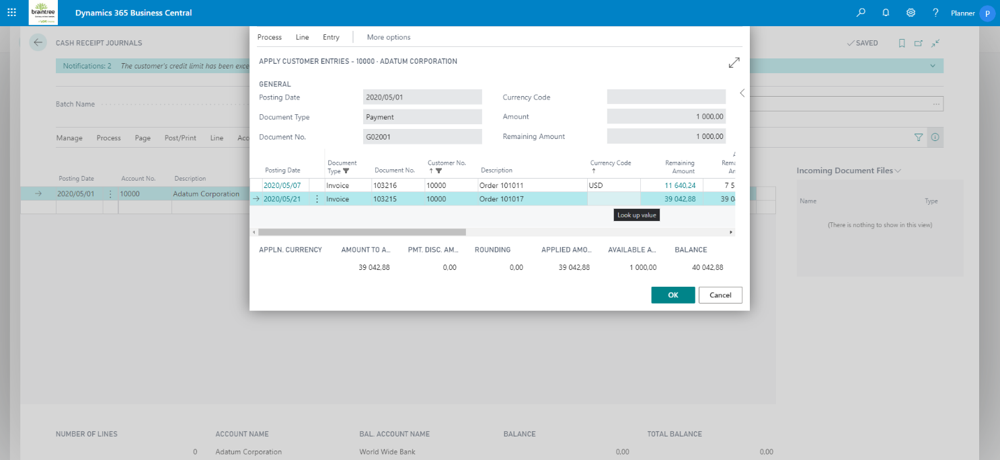 braintree
Dynamics 365 Business Central
Planner
P
CASH RECEIPT JOURNALS
SAVED
Notifications: 2 The customer's credit limit has been exce
Batch Name
Manage Process Page Post/Print Line Acc
Posting Date Account No. Description
2020/05/01 10000 Adatum Corporation
Process Line Entry More options
APPLY CUSTOMER ENTRIES - 10000 · ADATUM CORPORATION
GENERAL
Posting Date 2020/05/01 Currency Code
Document Type Payment Amount 1 000,00
Document No. G02001 Remaining Amount 1 000,00
Posting Date Document Type Document No. Customer No. Description Currency Code Remaining Amount
2020/05/07 Invoice 103216 10000 Order 101011 USD 11 640,24 7 5
2020/05/21 Invoice 103215 10000 Order 101017 39 042,88 39 0
Look up value
APPLN. CURRENCY AMOUNT TO A... PMT. DISC. AM... ROUNDING APPLIED AMO... AVAILABLE A... BALANCE
39 042,88 0,00 0,00 39 042,88 1 000,00 40 042,88
OK Cancel
Incoming Document Files
Name Type
(There is nothing to show in this view)
NUMBER OF LINES ACCOUNT NAME BAL. ACCOUNT NAME BALANCE TOTAL BALANCE
0 Adatum Corporation World Wide Bank 0,00 0,00